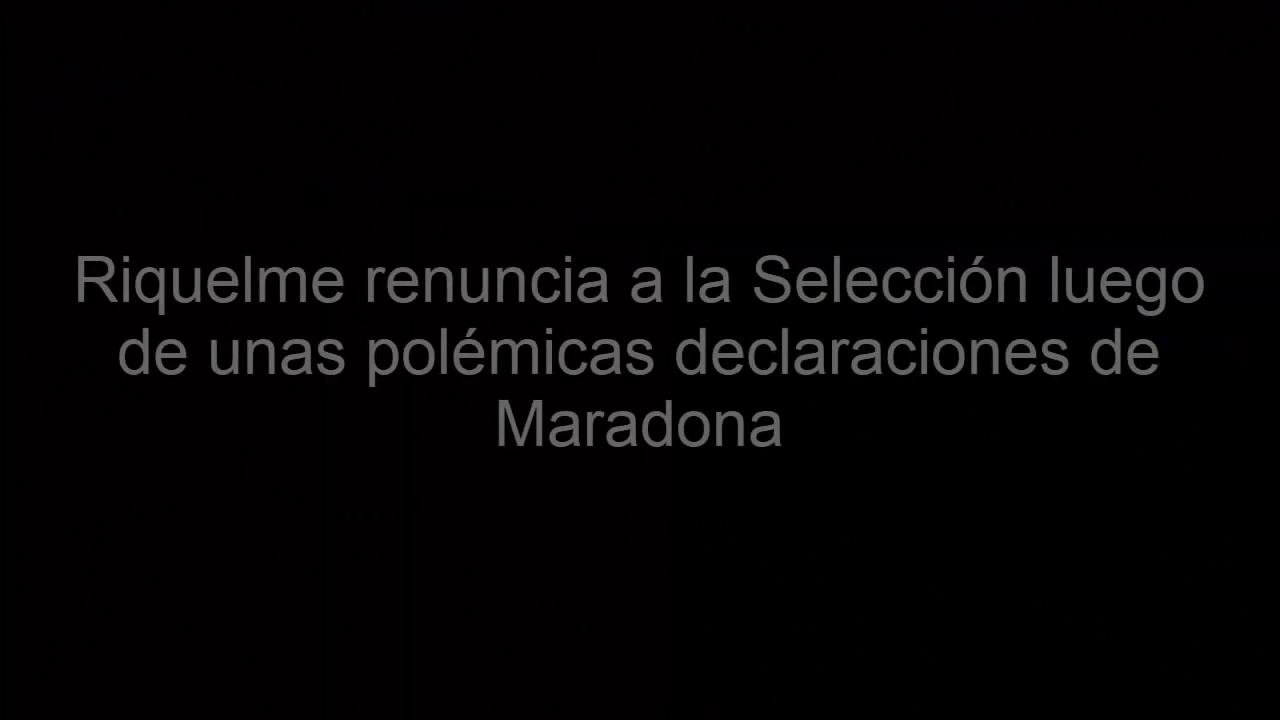 Riquelme renuncia a la Selección luego
de unas polémicas declaraciones de
Maradona